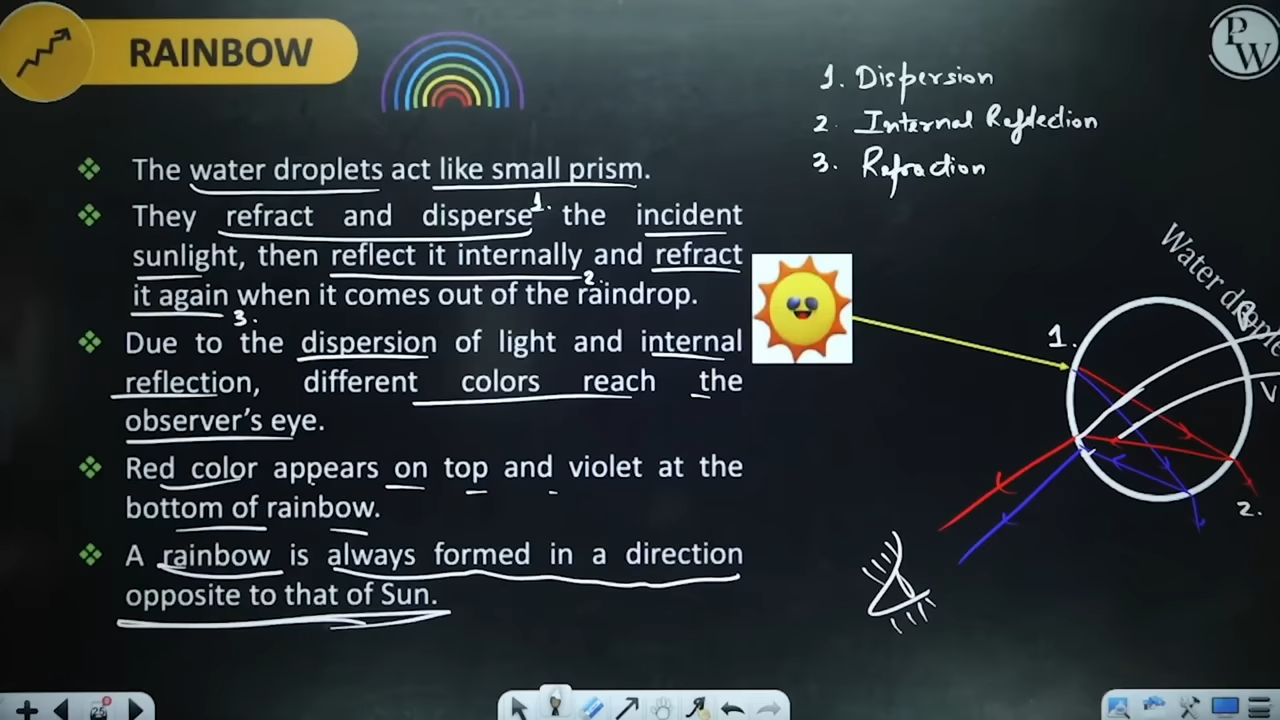 RAINBOW
PW
1. Dispersion
2. Internal Reflection
3. Refraction
The water droplets act like small prism.
They refract and disperse the incident
1.
sunlight, then reflect it internally and refract
2.
it again when it comes out of the raindrop.
3.
Due to the dispersion of light and internal
reflection, different colors reach the
observer's eye.
Red color appears on top and violet at the
bottom of rainbow.
A rainbow is always formed in a direction
opposite to that of Sun.
Water
1.
V
2.
25